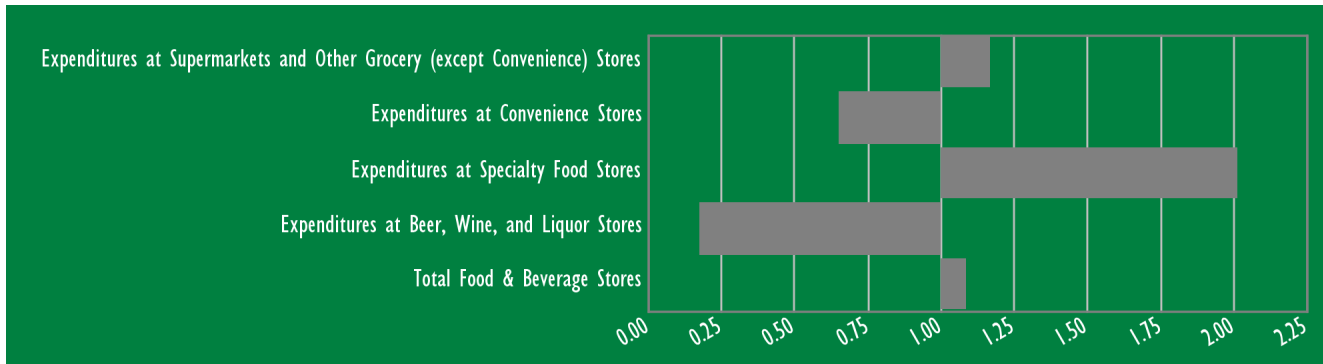 Expenditures at Supermarkets and Other Grocery (except Convenience) Stores
Expenditures at Convenience Stores
Expenditures at Specialty Food Stores
Expenditures at Beer, Wine, and Liquor Stores
Total Food & Beverage Stores
0.00 0.25 0.50 0.75 1.00 1.25 1.50 1.75 2.00 2.25